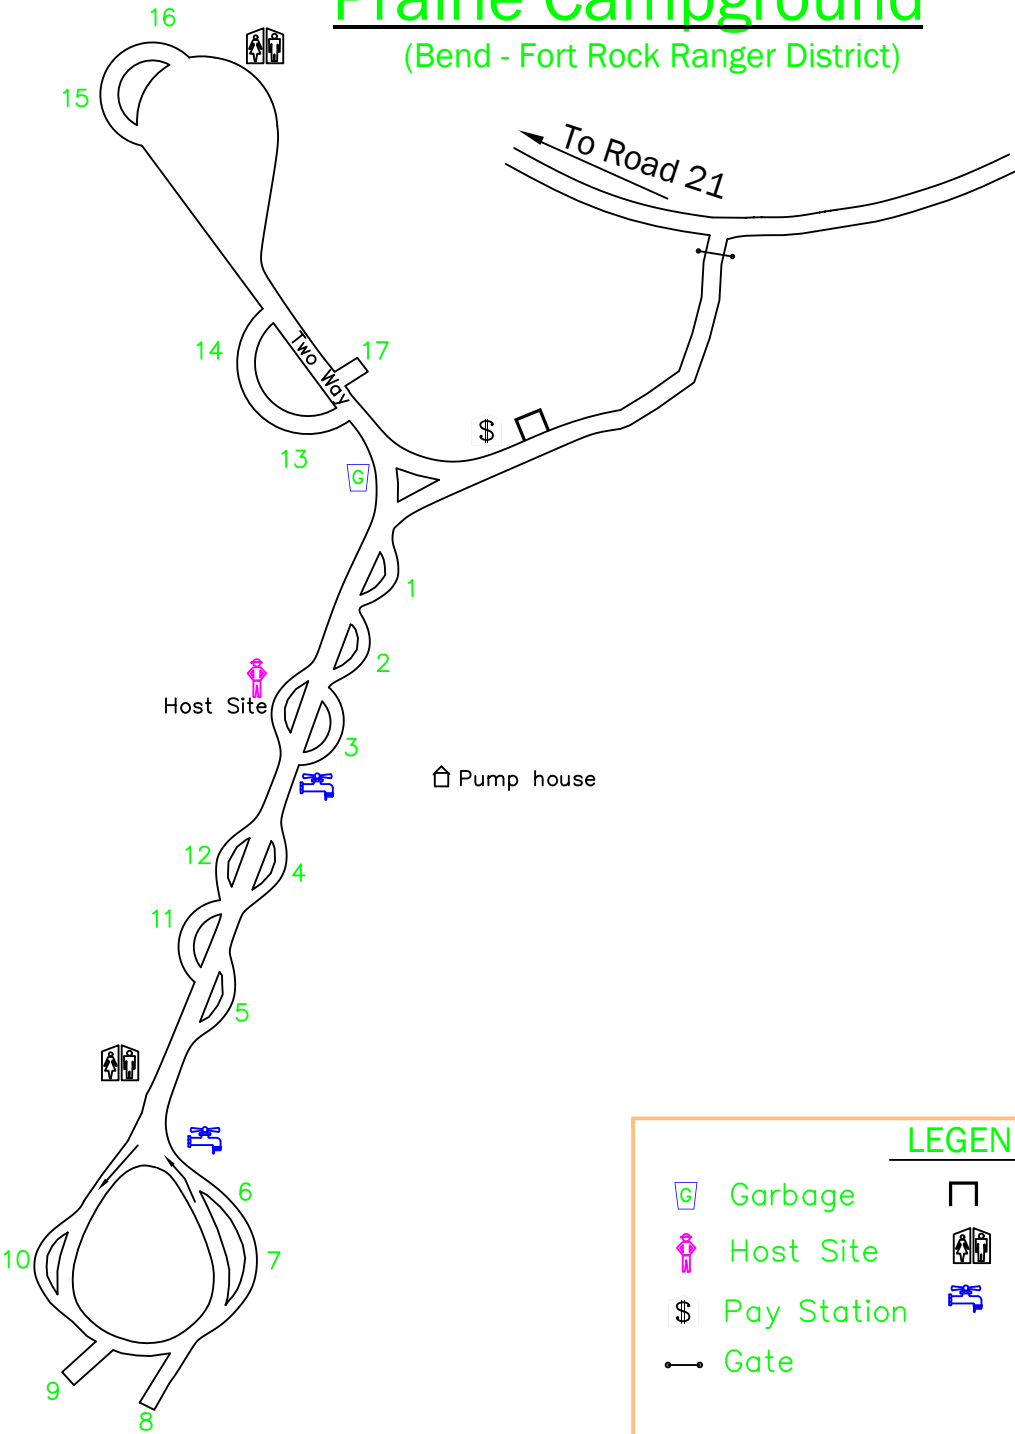 Prairie Campground
(Bend - Fort Rock Ranger District)
16
15
To Road 21
14
Two Way
17
$
13
G
1
2
Host Site
3
Pump house
12
4
11
5
6
10
7
9
8
LEGEN
G Garbage
Host Site
$ Pay Station
Gate